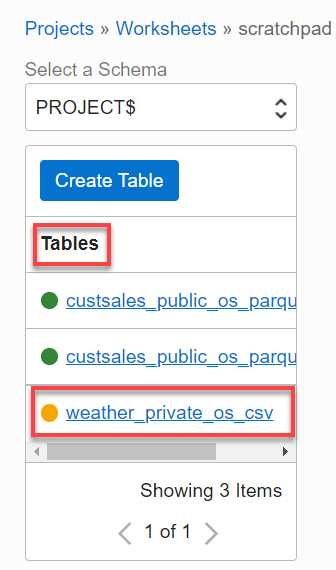 Projects » Worksheets » scratchpad
Select a Schema
PROJECT$
Create Table
Tables
custsales_public_os_parqu
custsales_public_os_parqu
weather_private_os_csv
Showing 3 Items
1 of 1